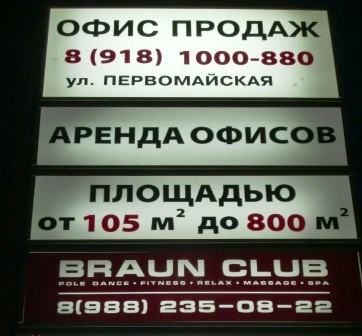 ОФИС ПРОДАЖ
8 (918) 1000-880
ул. ПЕРВОМАЙСКАЯ
АРЕНДА ОФИСОВ
ПЛОЩАДЬЮ
от 105 м² до 800 м²
BRAUN CLUB
POLE DANCE • FITNESS • RELAX • MASSAGE • SPA
8(988) 235-08-22